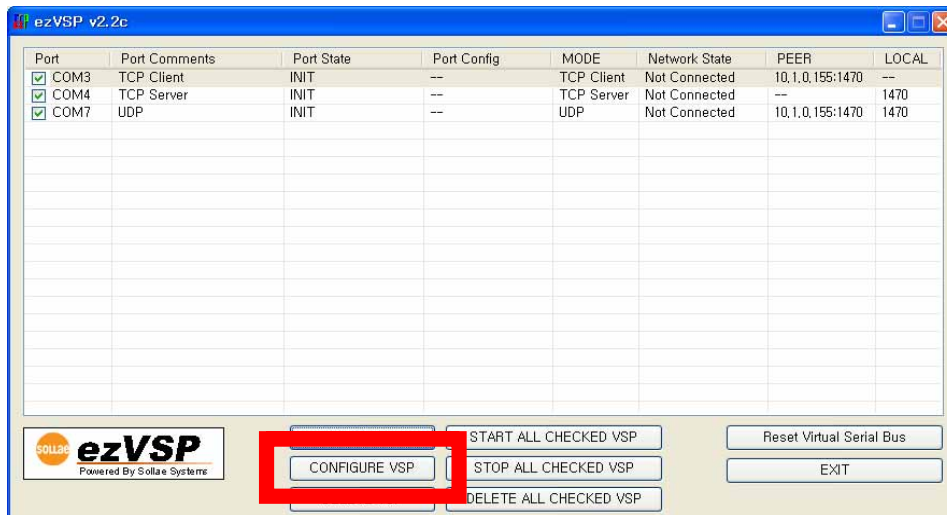 ezVSP v2.2c
Port Port Comments Port State Port Config MODE Network State PEER LOCAL
COM3 TCP Client INIT -- TCP Client Not Connected 10.1.0.155:1470 --
COM4 TCP Server INIT -- TCP Server Not Connected -- 1470
COM7 UDP INIT -- UDP Not Connected 10.1.0.155:1470 1470
START ALL CHECKED VSP Reset Virtual Serial Bus
SOLLAE ezVSP
Powered By Sollae Systems
CONFIGURE VSP STOP ALL CHECKED VSP EXIT
DELETE ALL CHECKED VSP